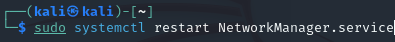 ┌──(kali㉿kali)-[~]
└─$ sudo systemctl restart NetworkManager.service